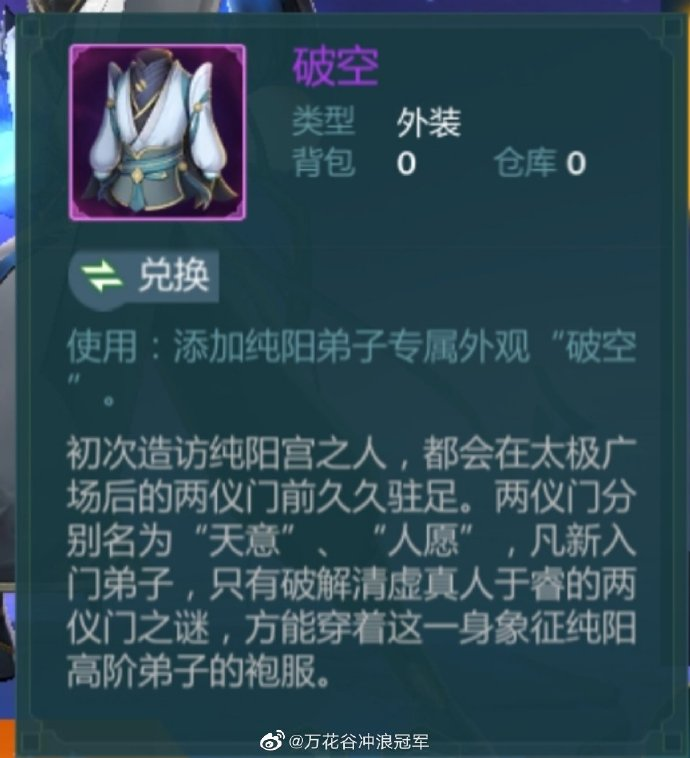 破空
类型 外装
背包 0 仓库 0
兑换
使用：添加纯阳弟子专属外观“破空
”。
初次造访纯阳宫之人，都会在太极广
场后的两仪门前久久驻足。两仪门分
别名为“天意”、“人愿”，凡新入
门弟子，只有破解清虚真人于睿的两
仪门之谜，方能穿着这一身象征纯阳
高阶弟子的袍服。
@万花谷冲浪冠军